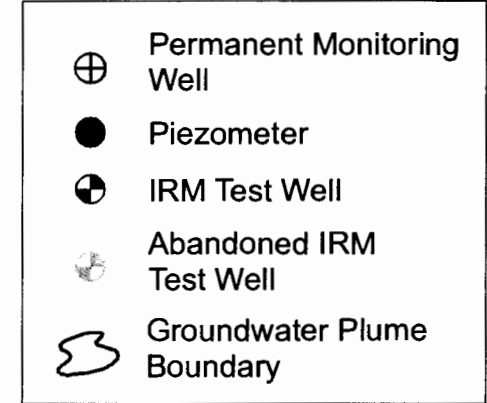 Permanent Monitoring
Well
Piezometer
IRM Test Well
Abandoned IRM
Test Well
Groundwater Plume
Boundary